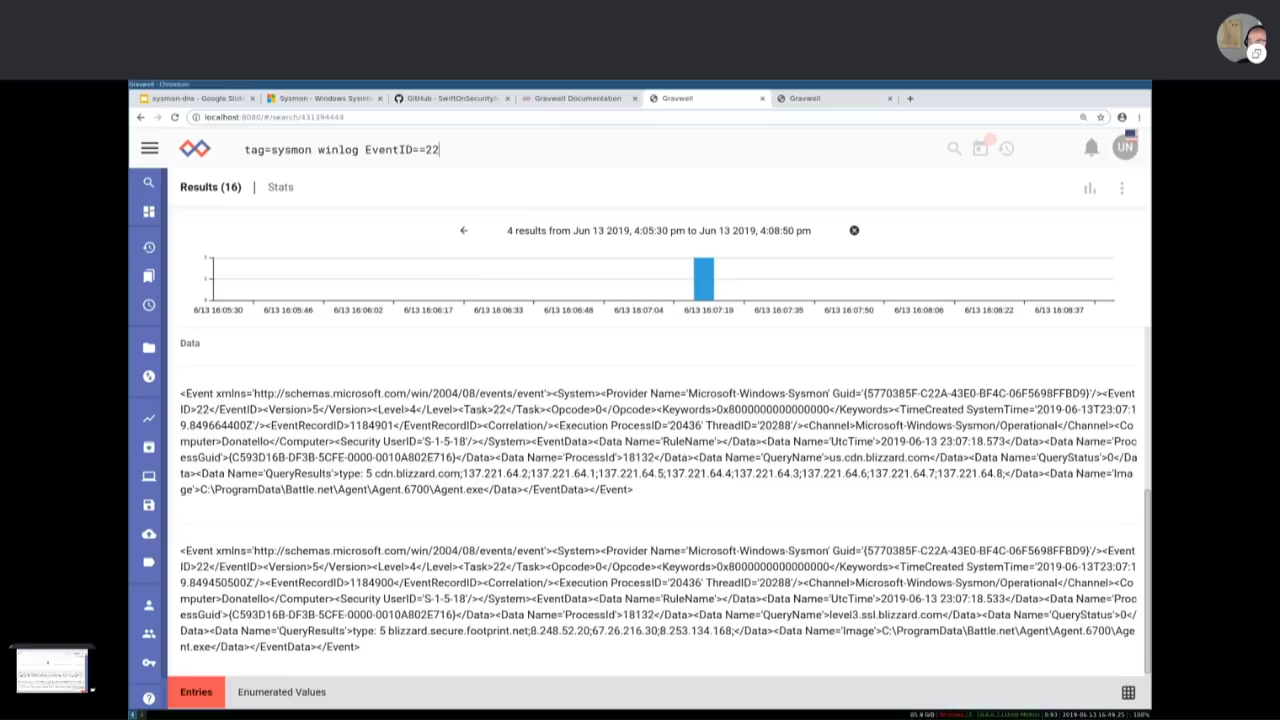 Gravwell - Chromium
sysmon-dns - Google Slid
Sysmon - Windows Sysint
GitHub - SwiftOnSecurity/
Gravwell Documentation
Gravwell
Gravwell
localhost:8080/#/search/431394444
tag=sysmon winlog EventID==22
UN
Results (16) | Stats
4 results from Jun 13 2019, 4:05:30 pm to Jun 13 2019, 4:08:50 pm
2
1
0
6/13 16:05:30 6/13 16:05:46 6/13 16:06:02 6/13 16:06:17 6/13 16:06:33 6/13 16:06:48 6/13 16:07:04 6/13 16:07:19 6/13 16:07:35 6/13 16:07:50 6/13 16:08:06 6/13 16:08:22 6/13 16:08:37
Data
<Event xmlns='http://schemas.microsoft.com/win/2004/08/events/event'><System><Provider Name='Microsoft-Windows-Sysmon' Guid='{5770385F-C22A-43E0-BF4C-06F5698FFBD9}'/><Event
ID>22</EventID><Version>5</Version><Level>4</Level><Task>22</Task><Opcode>0</Opcode><Keywords>0x8000000000000000</Keywords><TimeCreated SystemTime='2019-06-13T23:07:1
9.849664400Z'/><EventRecordID>1184901</EventRecordID><Correlation/><Execution ProcessID='20436' ThreadID='20288'/><Channel>Microsoft-Windows-Sysmon/Operational</Channel><Co
mputer>Donatello</Computer><Security UserID='S-1-5-18'/></System><EventData><Data Name='RuleName'></Data><Data Name='UtcTime'>2019-06-13 23:07:18.573</Data><Data Name='Proc
essGuid'>{C593D16B-DF3B-5CFE-0000-0010A802E716}</Data><Data Name='ProcessId'>18132</Data><Data Name='QueryName'>us.cdn.blizzard.com</Data><Data Name='QueryStatus'>0</Da
ta><Data Name='QueryResults'>type: 5 cdn.blizzard.com;137.221.64.2;137.221.64.1;137.221.64.5;137.221.64.4;137.221.64.3;137.221.64.6;137.221.64.7;137.221.64.8;</Data><Data Name='Ima
ge'>C:\ProgramData\Battle.net\Agent\Agent.6700\Agent.exe</Data></EventData></Event>
<Event xmlns='http://schemas.microsoft.com/win/2004/08/events/event'><System><Provider Name='Microsoft-Windows-Sysmon' Guid='{5770385F-C22A-43E0-BF4C-06F5698FFBD9}'/><Event
ID>22</EventID><Version>5</Version><Level>4</Level><Task>22</Task><Opcode>0</Opcode><Keywords>0x8000000000000000</Keywords><TimeCreated SystemTime='2019-06-13T23:07:1
9.849450500Z'/><EventRecordID>1184900</EventRecordID><Correlation/><Execution ProcessID='20436' ThreadID='20288'/><Channel>Microsoft-Windows-Sysmon/Operational</Channel><Co
mputer>Donatello</Computer><Security UserID='S-1-5-18'/></System><EventData><Data Name='RuleName'></Data><Data Name='UtcTime'>2019-06-13 23:07:18.533</Data><Data Name='Proc
essGuid'>{C593D16B-DF3B-5CFE-0000-0010A802E716}</Data><Data Name='ProcessId'>18132</Data><Data Name='QueryName'>level3.ssl.blizzard.com</Data><Data Name='QueryStatus'>0</
Data><Data Name='QueryResults'>type: 5 blizzard.secure.footprint.net;8.248.52.20;67.26.216.30;8.253.134.168;</Data><Data Name='Image'>C:\ProgramData\Battle.net\Agent\Agent.6700\Age
nt.exe</Data></EventData></Event>
Entries Enumerated Values
2019-06-13 16:49:25 | 100%